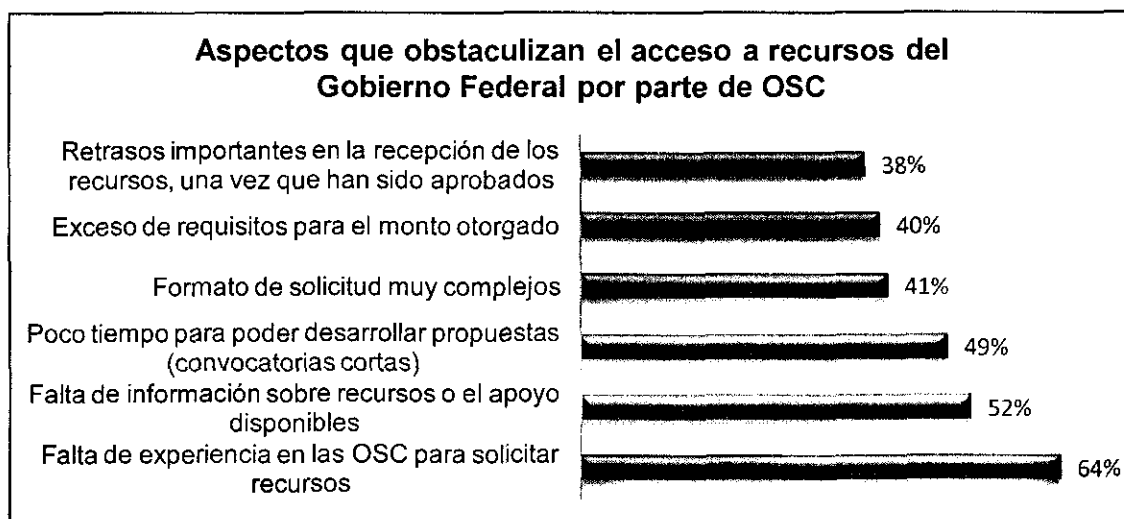 Aspectos que obstaculizan el acceso a recursos del
Gobierno Federal por parte de OSC
Retrasos importantes en la recepción de los
recursos, una vez que han sido aprobados
38%
Exceso de requisitos para el monto otorgado
40%
Formato de solicitud muy complejos
41%
Poco tiempo para poder desarrollar propuestas
(convocatorias cortas)
49%
Falta de información sobre recursos o el apoyo
disponibles
52%
Falta de experiencia en las OSC para solicitar
recursos
64%